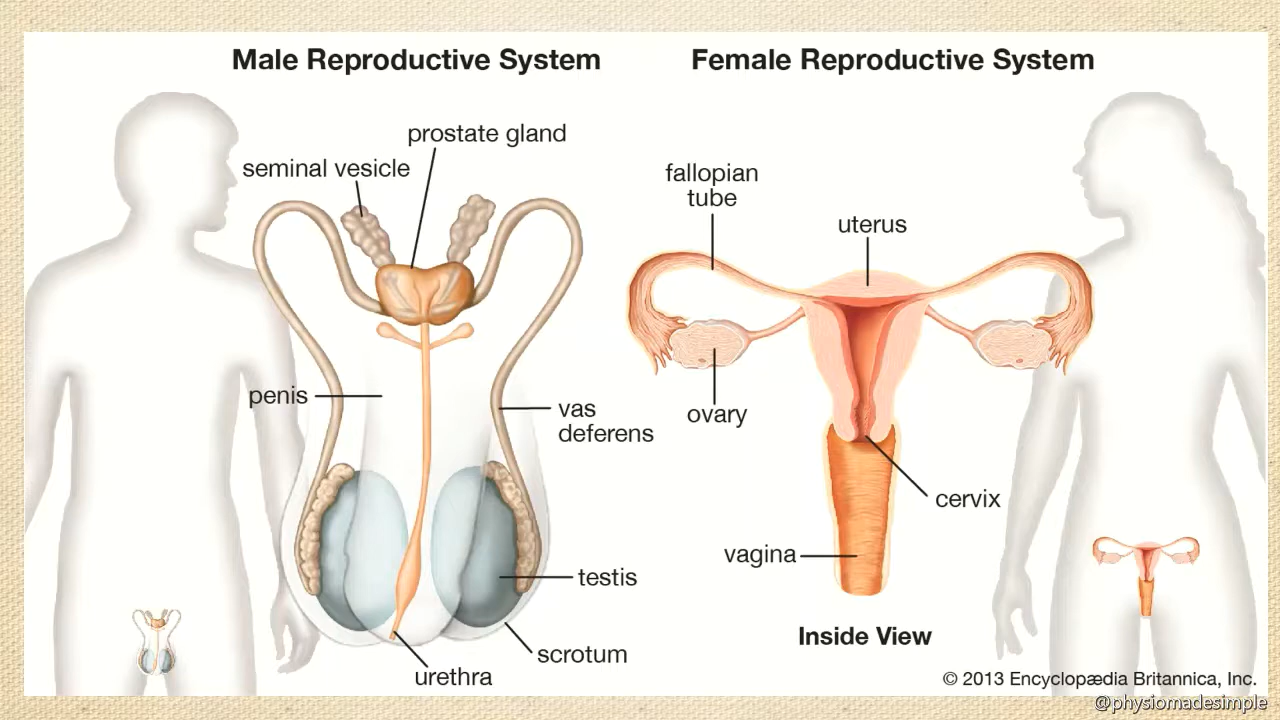 Male Reproductive System
prostate gland
seminal vesicle
penis
vas
deferens
testis
scrotum
urethra
Female Reproductive System
fallopian
tube
uterus
ovary
cervix
vagina
Inside View
© 2013 Encyclopædia Britannica, Inc.
@physiomadesimple